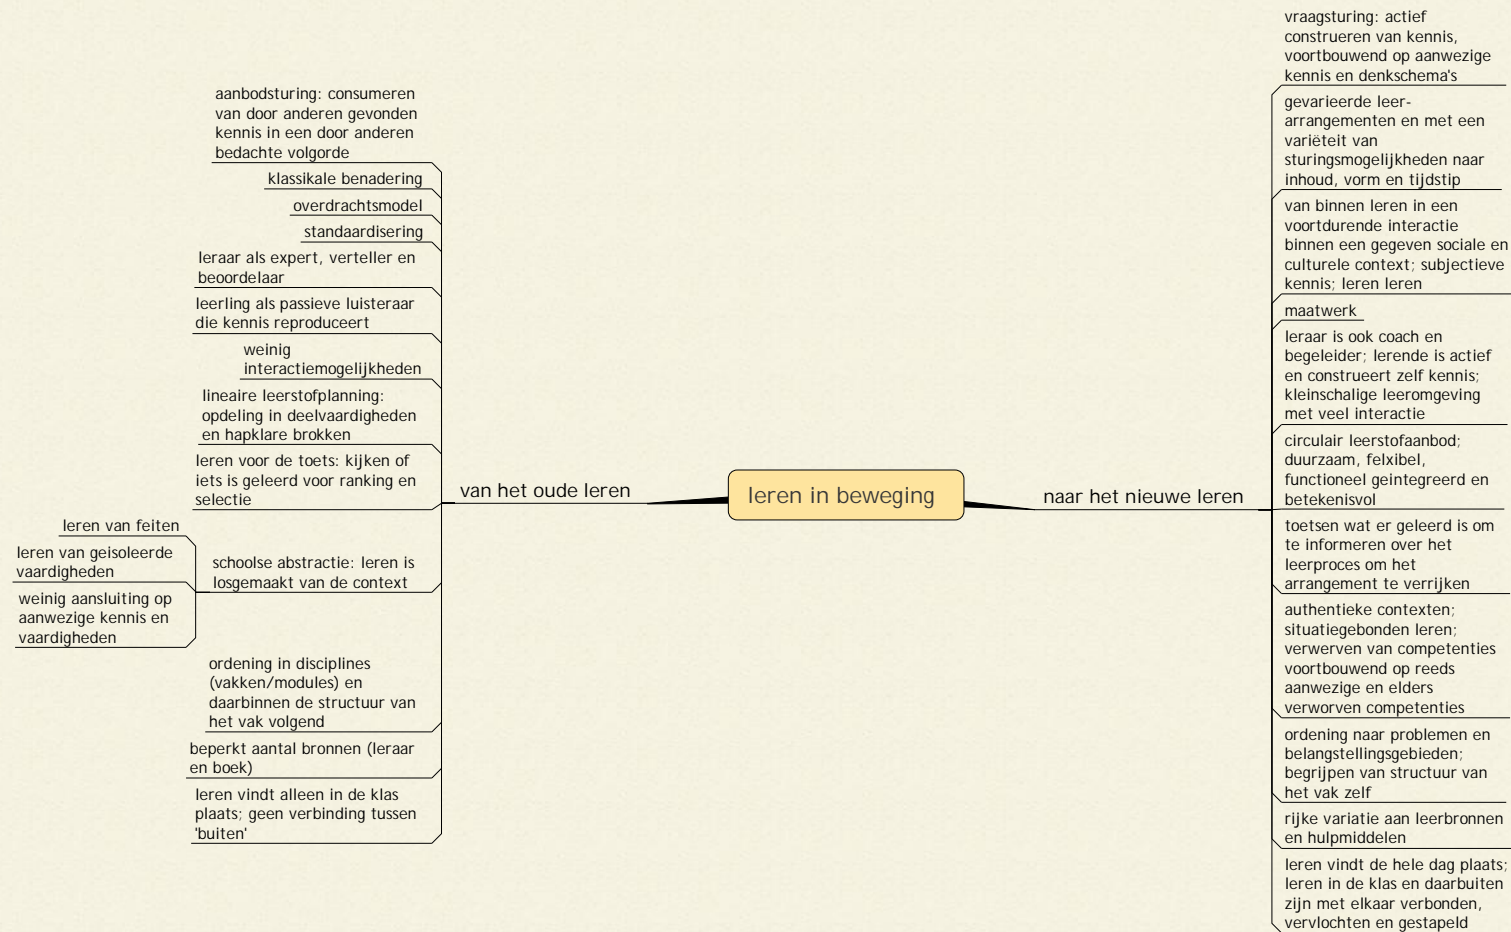 aanbodsturing: consumeren
van door anderen gevonden
kennis in een door anderen
bedachte volgorde
klassikale benadering
overdrachtsmodel
standaardisering
leraar als expert, verteller en
beoordelaar
leerling als passieve luisteraar
die kennis reproduceert
weinig
interactiemogelijkheden
lineaire leerstofplanning:
opdeling in deelvaardigheden
en hapklare brokken
leren voor de toets: kijken of
iets is geleerd voor ranking en
selectie
schoolse abstractie: leren is
losgemaakt van de context
leren van feiten
leren van geisoleerde
vaardigheden
weinig aansluiting op
aanwezige kennis en
vaardigheden
ordening in disciplines
(vakken/modules) en
daarbinnen de structuur van
het vak volgend
beperkt aantal bronnen (leraar
en boek)
leren vindt alleen in de klas
plaats; geen verbinding tussen
'buiten'
van het oude leren
leren in beweging
naar het nieuwe leren
vraagsturing: actief
construeren van kennis,
voortbouwend op aanwezige
kennis en denkschema's
gevarieerde leer-
arrangementen en met een
variëteit van
sturingsmogelijkheden naar
inhoud, vorm en tijdstip
van binnen leren in een
voortdurende interactie
binnen een gegeven sociale en
culturele context; subjectieve
kennis; leren leren
maatwerk
leraar is ook coach en
begeleider; lerende is actief
en construeert zelf kennis;
kleinschalige leeromgeving
met veel interactie
circulair leerstofaanbod;
duurzaam, felxibel,
functioneel geintegreerd en
betekenisvol
toetsen wat er geleerd is om
te informeren over het
leerproces om het
arrangement te verrijken
authentieke contexten;
situatiegebonden leren;
verwerven van competenties
voortbouwend op reeds
aanwezige en elders
verworven competenties
ordening naar problemen en
belangstellingsgebieden;
begrijpen van structuur van
het vak zelf
rijke variatie aan leerbronnen
en hulpmiddelen
leren vindt de hele dag plaats;
leren in de klas en daarbuiten
zijn met elkaar verbonden,
vervlochten en gestapeld